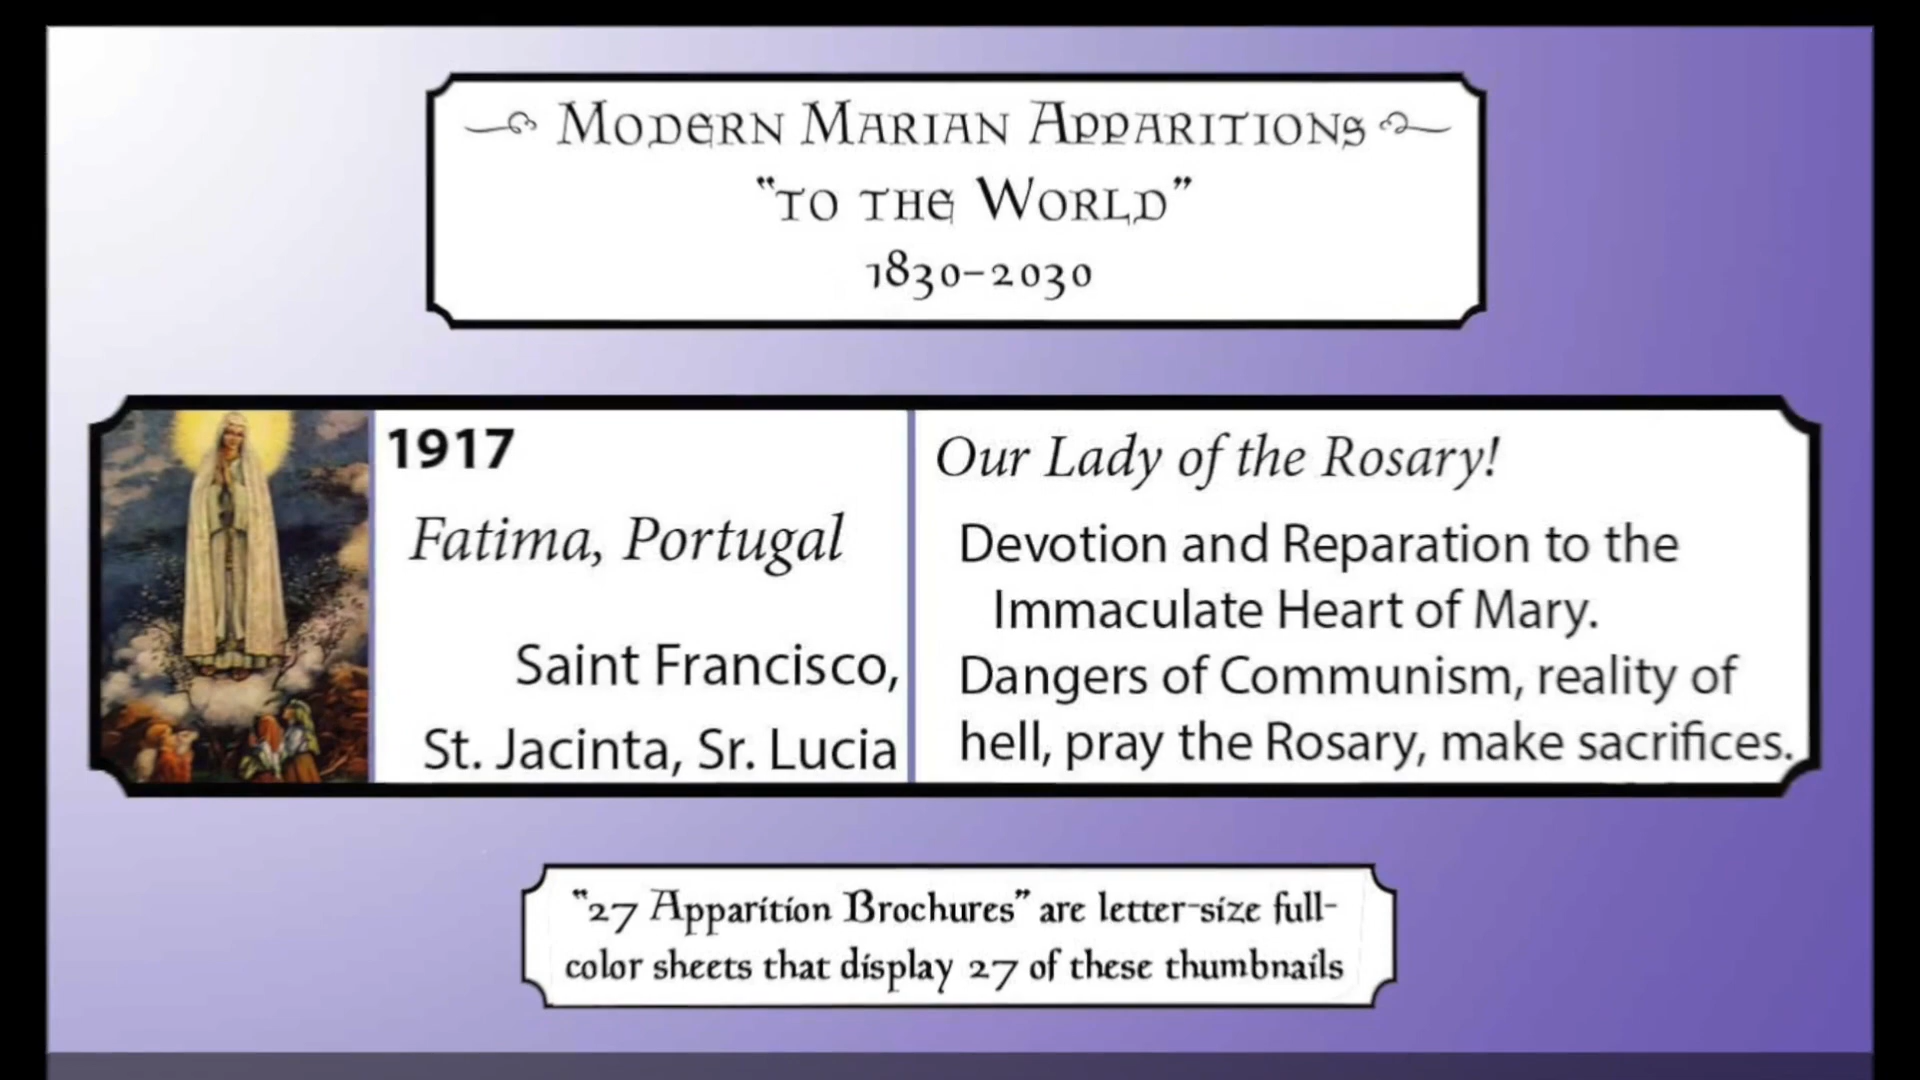 Modern Marian Apparitions
"to the World"
1830-2030
1917
Fatima, Portugal
Saint Francisco,
St. Jacinta, Sr. Lucia
Our Lady of the Rosary!
Devotion and Reparation to the
Immaculate Heart of Mary.
Dangers of Communism, reality of
hell, pray the Rosary, make sacrifices.
"27 Apparition Brochures" are letter-size full-
color sheets that display 27 of these thumbnails